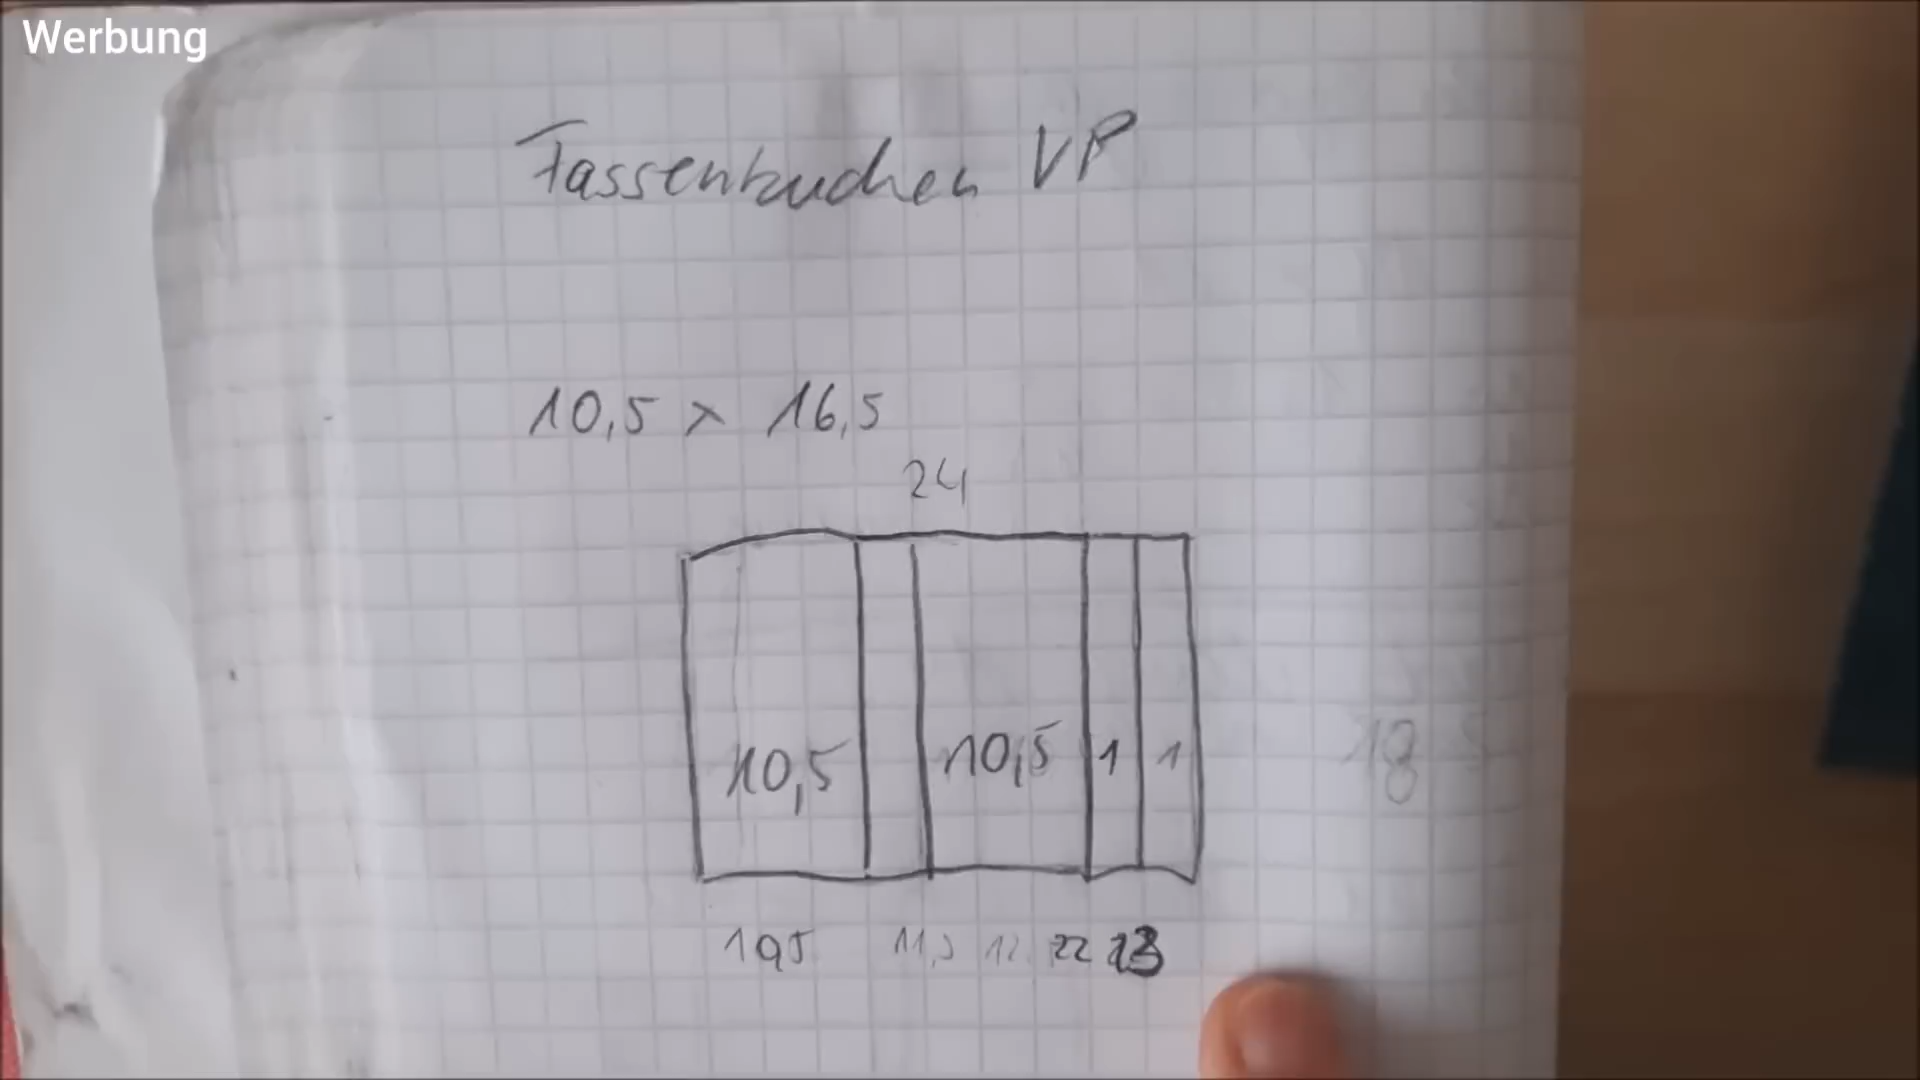 Werbung
Tassenkuchen VP
10,5 x 16,5
24
10,5 10,5 1 1
18
10,5 11,5 12 22 23